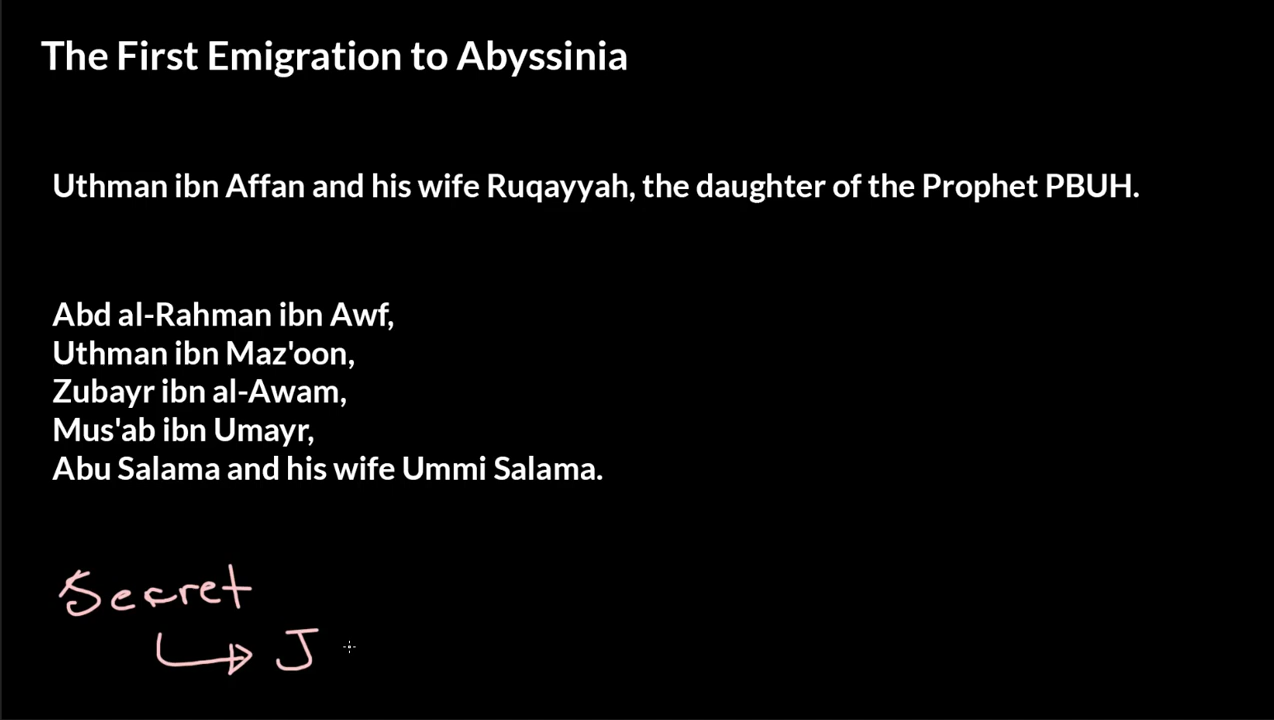 The First Emigration to Abyssinia
Uthman ibn Affan and his wife Ruqayyah, the daughter of the Prophet PBUH.
Abd al-Rahman ibn Awf,
Uthman ibn Maz'oon,
Zubayr ibn al-Awam,
Mus'ab ibn Umayr,
Abu Salama and his wife Ummi Salama.
Secret
J